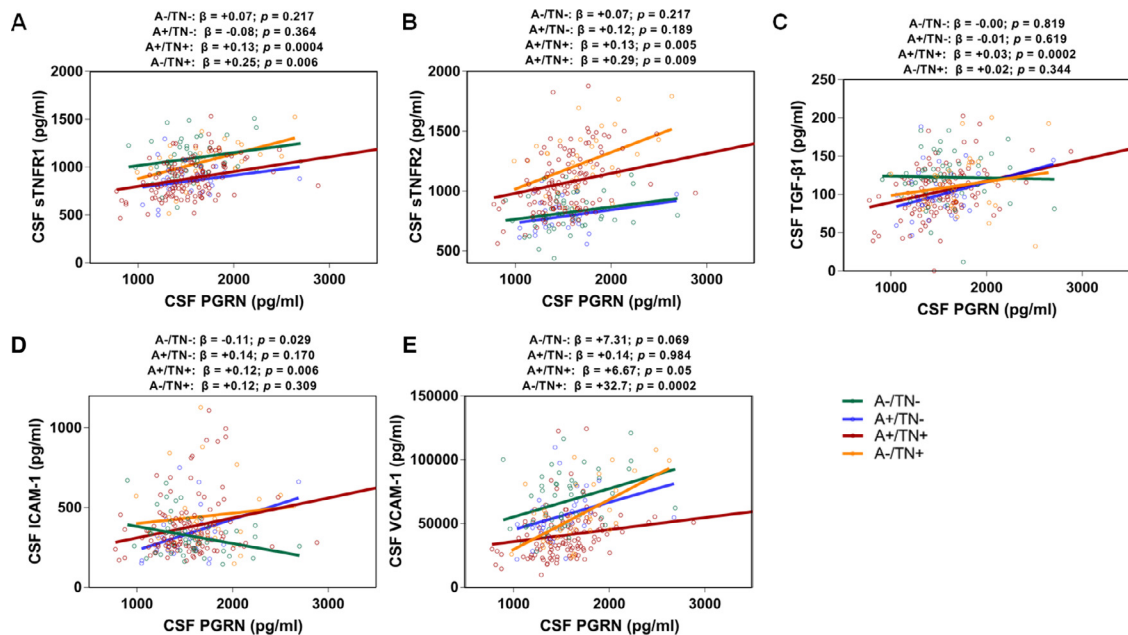 A
A-/TN-: β = +0.07; p = 0.217
A+/TN-: β = -0.08; p = 0.364
A+/TN+: β = +0.13; p = 0.0004
A-/TN+: β = +0.25; p = 0.006
CSF sTNFR1 (pg/ml)
2000
1500
1000
500
0
1000 2000 3000
CSF PGRN (pg/ml)
B
A-/TN-: β = +0.07; p = 0.217
A+/TN-: β = +0.12; p = 0.189
A+/TN+: β = +0.13; p = 0.005
A+/TN+: β = +0.29; p = 0.009
CSF sTNFR2 (pg/ml)
2000
1500
1000
500
1000 2000 3000
CSF PGRN (pg/ml)
C
A-/TN-: β = -0.00; p = 0.819
A+/TN-: β = -0.01; p = 0.619
A+/TN+: β = +0.03; p = 0.0002
A-/TN+: β = +0.02; p = 0.344
CSF TGF-β1 (pg/ml)
250
200
150
100
50
0
1000 2000 3000
CSF PGRN (pg/ml)
D
A-/TN-: β = -0.11; p = 0.029
A+/TN-: β = +0.14; p = 0.170
A+/TN+: β = +0.12; p = 0.006
A-/TN+: β = +0.12; p = 0.309
CSF ICAM-1 (pg/ml)
1000
500
0
1000 2000 3000
CSF PGRN (pg/ml)
E
A-/TN-: β = +7.31; p = 0.069
A+/TN-: β = +0.14; p = 0.984
A+/TN+: β = +6.67; p = 0.05
A-/TN+: β = +32.7; p = 0.0002
CSF VCAM-1 (pg/ml)
150000
100000
50000
0
1000 2000 3000
CSF PGRN (pg/ml)
A-/TN-
A+/TN-
A+/TN+
A-/TN+